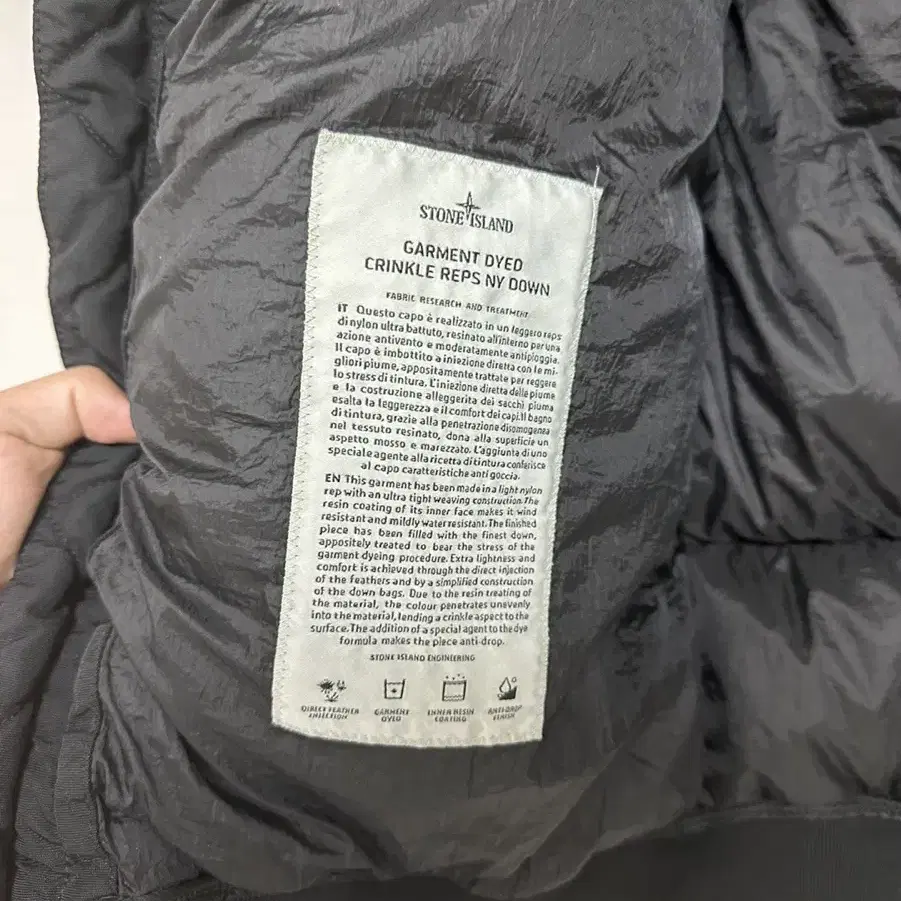 STONE ISLAND
GARMENT DYED
CRINKLE REPS NY DOWN
FABRIC RESEARCH AND TREATMENT
IT Questo capo è realizzato in un leggero reps
di nylon ultra battuto, resinato all'interno per una
azione antivento e moderatamente antipioggia.
Il capo è imbottito a iniezione diretta con le mi-
gliori piume, appositamente trattate per reggere
lo stress di tintura. L'iniezione diretta delle piume
e la costruzione alleggerita dei sacchi piuma
esalta la leggerezza e il comfort dei capi. Il bagno
di tintura, grazie alla penetrazione disomogenea
nel tessuto resinato, dona alla superficie un
aspetto mosso e marezzato. L'aggiunta di uno
speciale agente alla ricetta di tintura conferisce
al capo caratteristiche anti goccia.
EN This garment has been made in a light nylon
rep with an ultra tight weaving construction. The
resin coating of its inner face makes it wind
resistant and mildly water resistant. The finished
piece has been filled with the finest down,
appositely treated to bear the stress of the
garment dyeing procedure. Extra lightness and
comfort is achieved through the direct injection
of the feathers and by a simplified construction
of the down bags. Due to the resin treating of
the material, the colour penetrates unevenly
into the material, lending a crinkle aspect to the
surface. The addition of a special agent to the dye
formula makes the piece anti-drop.
STONE ISLAND ENGINEERING
DIRECT FEATHER INJECTION
GARMENT DYED
INNER RESIN COATING
ANTI-DROP FINISH